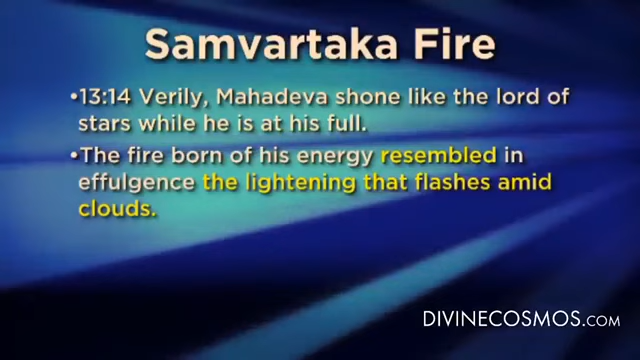 Samvartaka Fire
•13:14 Verily, Mahadeva shone like the lord of
stars while he is at his full.
•The fire born of his energy resembled in
effulgence the lightening that flashes amid
clouds.
DIVINECOSMOS.COM